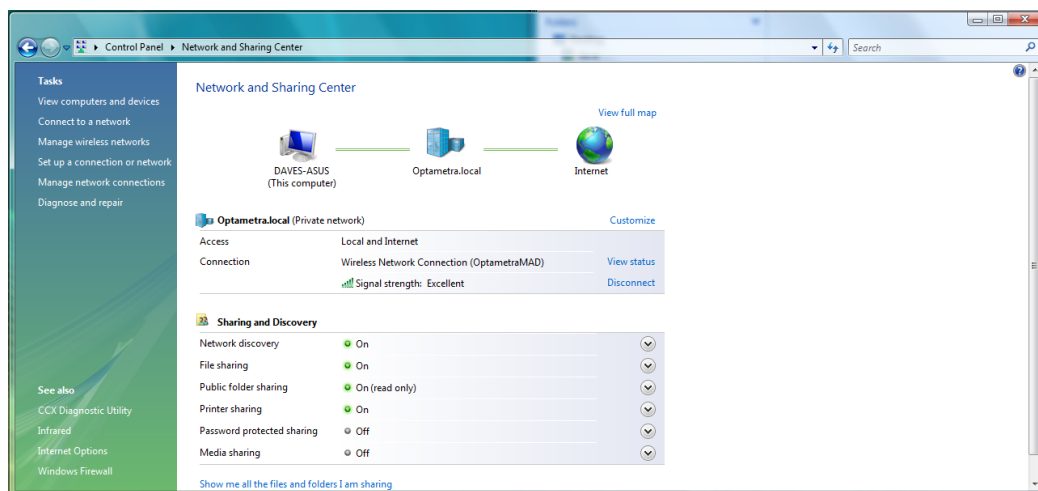 Control Panel ▸ Network and Sharing Center
Search
Tasks
View computers and devices
Connect to a network
Manage wireless networks
Set up a connection or network
Manage network connections
Diagnose and repair
See also
CCX Diagnostic Utility
Infrared
Internet Options
Windows Firewall
Network and Sharing Center
View full map
DAVES-ASUS
(This computer)
Optametra.local
Internet
Optametra.local (Private network) Customize
Access Local and Internet
Connection Wireless Network Connection (OptametraMAD) View status
Signal strength: Excellent Disconnect
Sharing and Discovery
Network discovery On
File sharing On
Public folder sharing On (read only)
Printer sharing On
Password protected sharing Off
Media sharing Off
Show me all the files and folders I am sharing